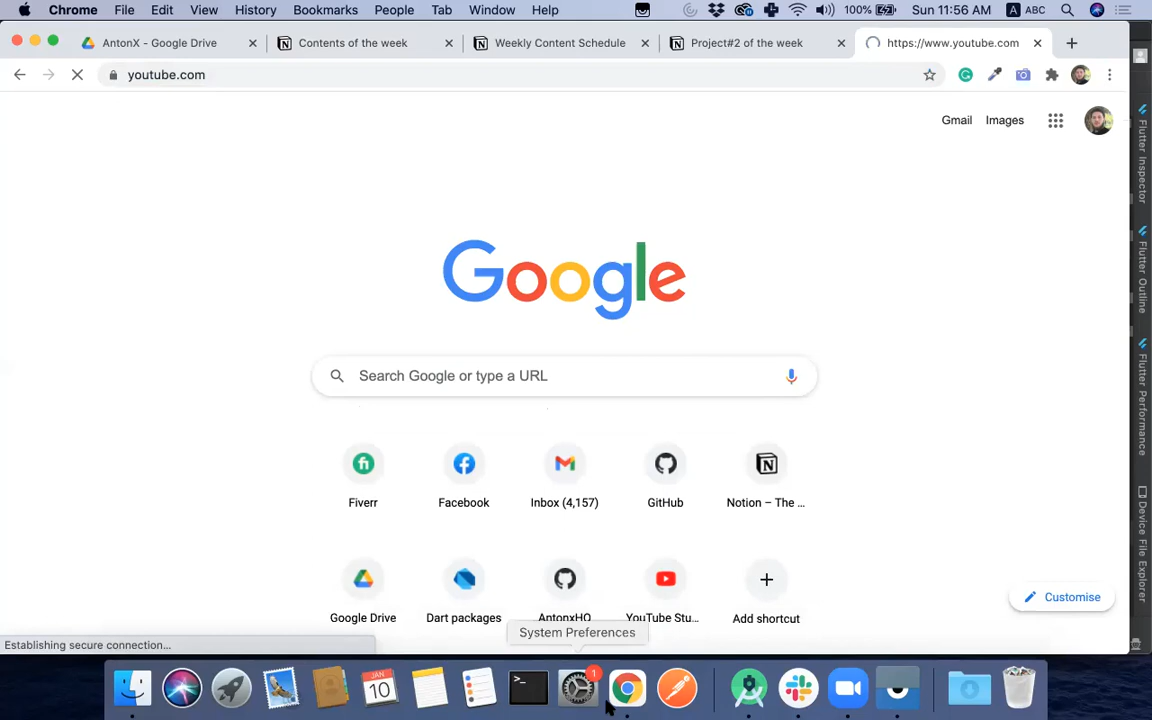 Chrome File Edit View History Bookmarks People Tab Window Help 100% Sun 11:56 AM A ABC
AntonX - Google Drive Contents of the week Weekly Content Schedule Project#2 of the week https://www.youtube.com
youtube.com
Gmail Images
Google
Search Google or type a URL
Fiverr Facebook Inbox (4,157) GitHub Notion – The ...
Google Drive Dart packages AntonxHQ YouTube Stu... Add shortcut
Customise
System Preferences
Establishing secure connection...
JAN
10
1
Flutter Inspector
Flutter Outline
Flutter Performance
Device File Explorer